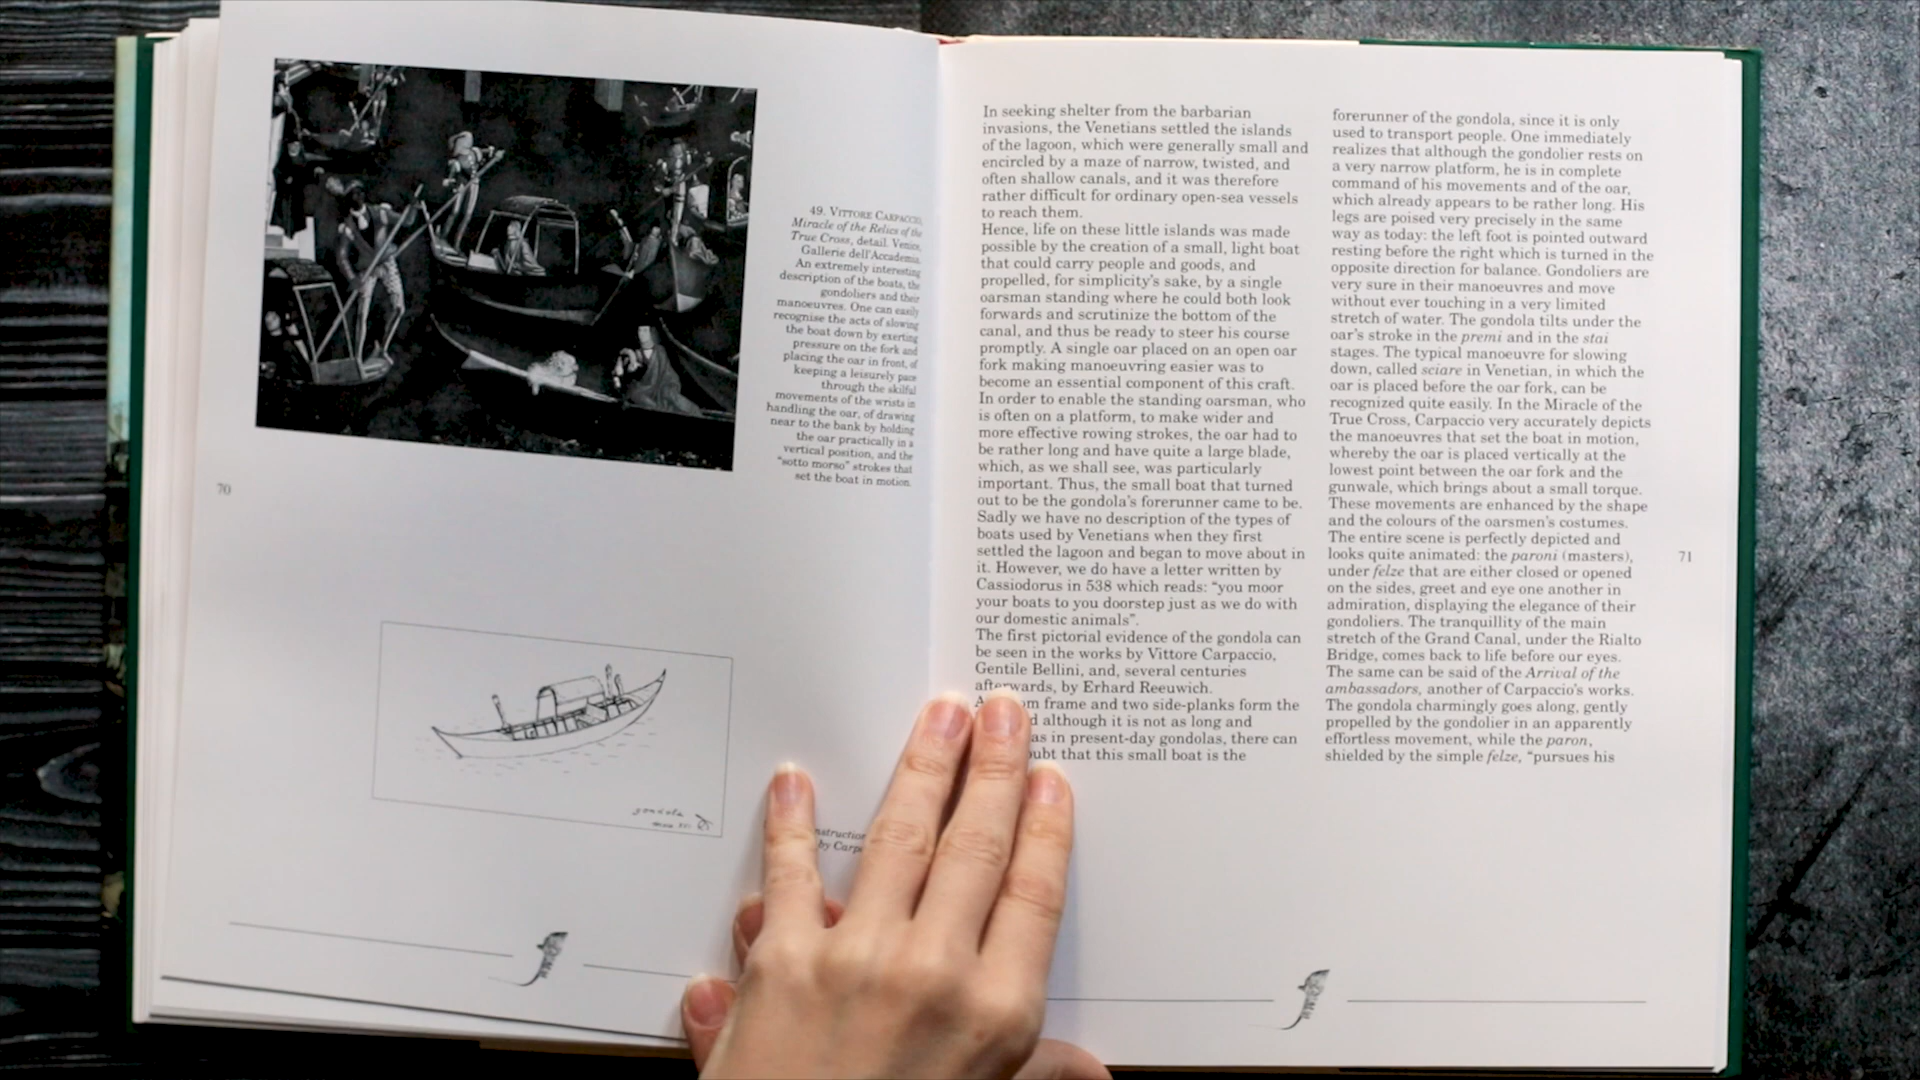 49. VITTORE CARPACCIO,
Miracle of the Relics of the
True Cross, detail. Venice,
Gallerie dell'Accademia.
An extremely interesting
description of the boats, the
gondoliers and their
manoeuvres. One can easily
recognise the acts of slowing
the boat down by exerting
pressure on the fork and
placing the oar in front, of
keeping a leisurely pace
through the skilful
movements of the wrists in
handling the oar, of drawing
near to the bank by holding
the oar practically in a
vertical position, and the
"sotto morso" strokes that
set the boat in motion.
70
gondola
nstruction
by Carp
In seeking shelter from the barbarian
invasions, the Venetians settled the islands
of the lagoon, which were generally small and
encircled by a maze of narrow, twisted, and
often shallow canals, and it was therefore
rather difficult for ordinary open-sea vessels
to reach them.
Hence, life on these little islands was made
possible by the creation of a small, light boat
that could carry people and goods, and
propelled, for simplicity's sake, by a single
oarsman standing where he could both look
forwards and scrutinize the bottom of the
canal, and thus be ready to steer his course
promptly. A single oar placed on an open oar
fork making manoeuvring easier was to
become an essential component of this craft.
In order to enable the standing oarsman, who
is often on a platform, to make wider and
more effective rowing strokes, the oar had to
be rather long and have quite a large blade,
which, as we shall see, was particularly
important. Thus, the small boat that turned
out to be the gondola's forerunner came to be.
Sadly we have no description of the types of
boats used by Venetians when they first
settled the lagoon and began to move about in
it. However, we do have a letter written by
Cassiodorus in 538 which reads: "you moor
your boats to you doorstep just as we do with
our domestic animals".
The first pictorial evidence of the gondola can
be seen in the works by Vittore Carpaccio,
Gentile Bellini, and, several centuries
afterwards, by Erhard Reeuwich.
A om frame and two side-planks form the
d although it is not as long and
as in present-day gondolas, there can
ubt that this small boat is the
forerunner of the gondola, since it is only
used to transport people. One immediately
realizes that although the gondolier rests on
a very narrow platform, he is in complete
command of his movements and of the oar,
which already appears to be rather long. His
legs are poised very precisely in the same
way as today: the left foot is pointed outward
resting before the right which is turned in the
opposite direction for balance. Gondoliers are
very sure in their manoeuvres and move
without ever touching in a very limited
stretch of water. The gondola tilts under the
oar's stroke in the premi and in the stai
stages. The typical manoeuvre for slowing
down, called sciare in Venetian, in which the
oar is placed before the oar fork, can be
recognized quite easily. In the Miracle of the
True Cross, Carpaccio very accurately depicts
the manoeuvres that set the boat in motion,
whereby the oar is placed vertically at the
lowest point between the oar fork and the
gunwale, which brings about a small torque.
These movements are enhanced by the shape
and the colours of the oarsmen's costumes.
The entire scene is perfectly depicted and
looks quite animated: the paroni (masters),
under felze that are either closed or opened
on the sides, greet and eye one another in
admiration, displaying the elegance of their
gondoliers. The tranquillity of the main
stretch of the Grand Canal, under the Rialto
Bridge, comes back to life before our eyes.
The same can be said of the Arrival of the
ambassadors, another of Carpaccio's works.
The gondola charmingly goes along, gently
propelled by the gondolier in an apparently
effortless movement, while the paron,
shielded by the simple felze, "pursues his
71